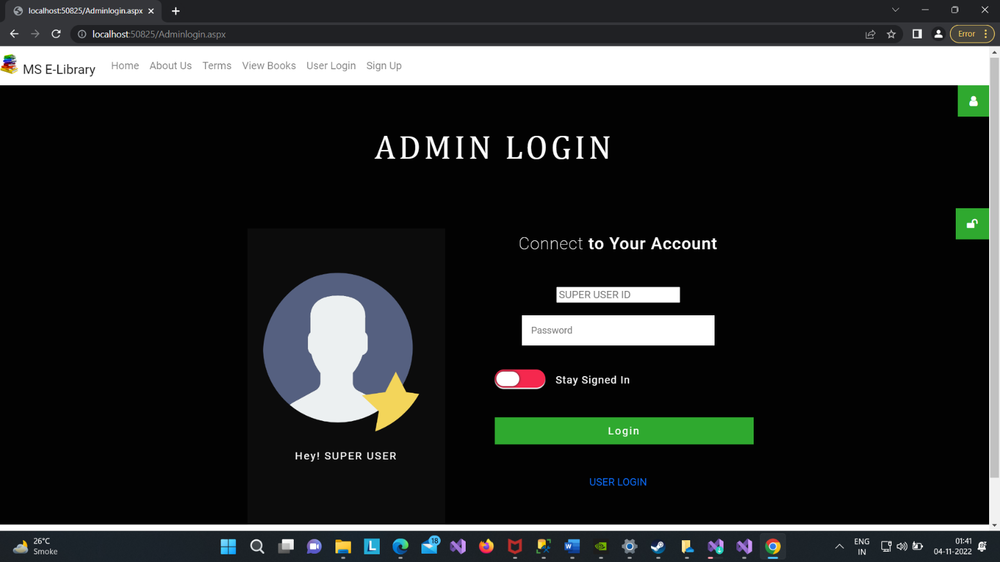 localhost:50825/Adminlogin.aspx
localhost:50825/Adminlogin.aspx
Error
MS E-Library
Home About Us Terms View Books User Login Sign Up
ADMIN LOGIN
Connect to Your Account
SUPER USER ID
Password
Stay Signed In
Login
Hey! SUPER USER
USER LOGIN
26°C
Smoke
L
18
ENG
IN
01:41
04-11-2022